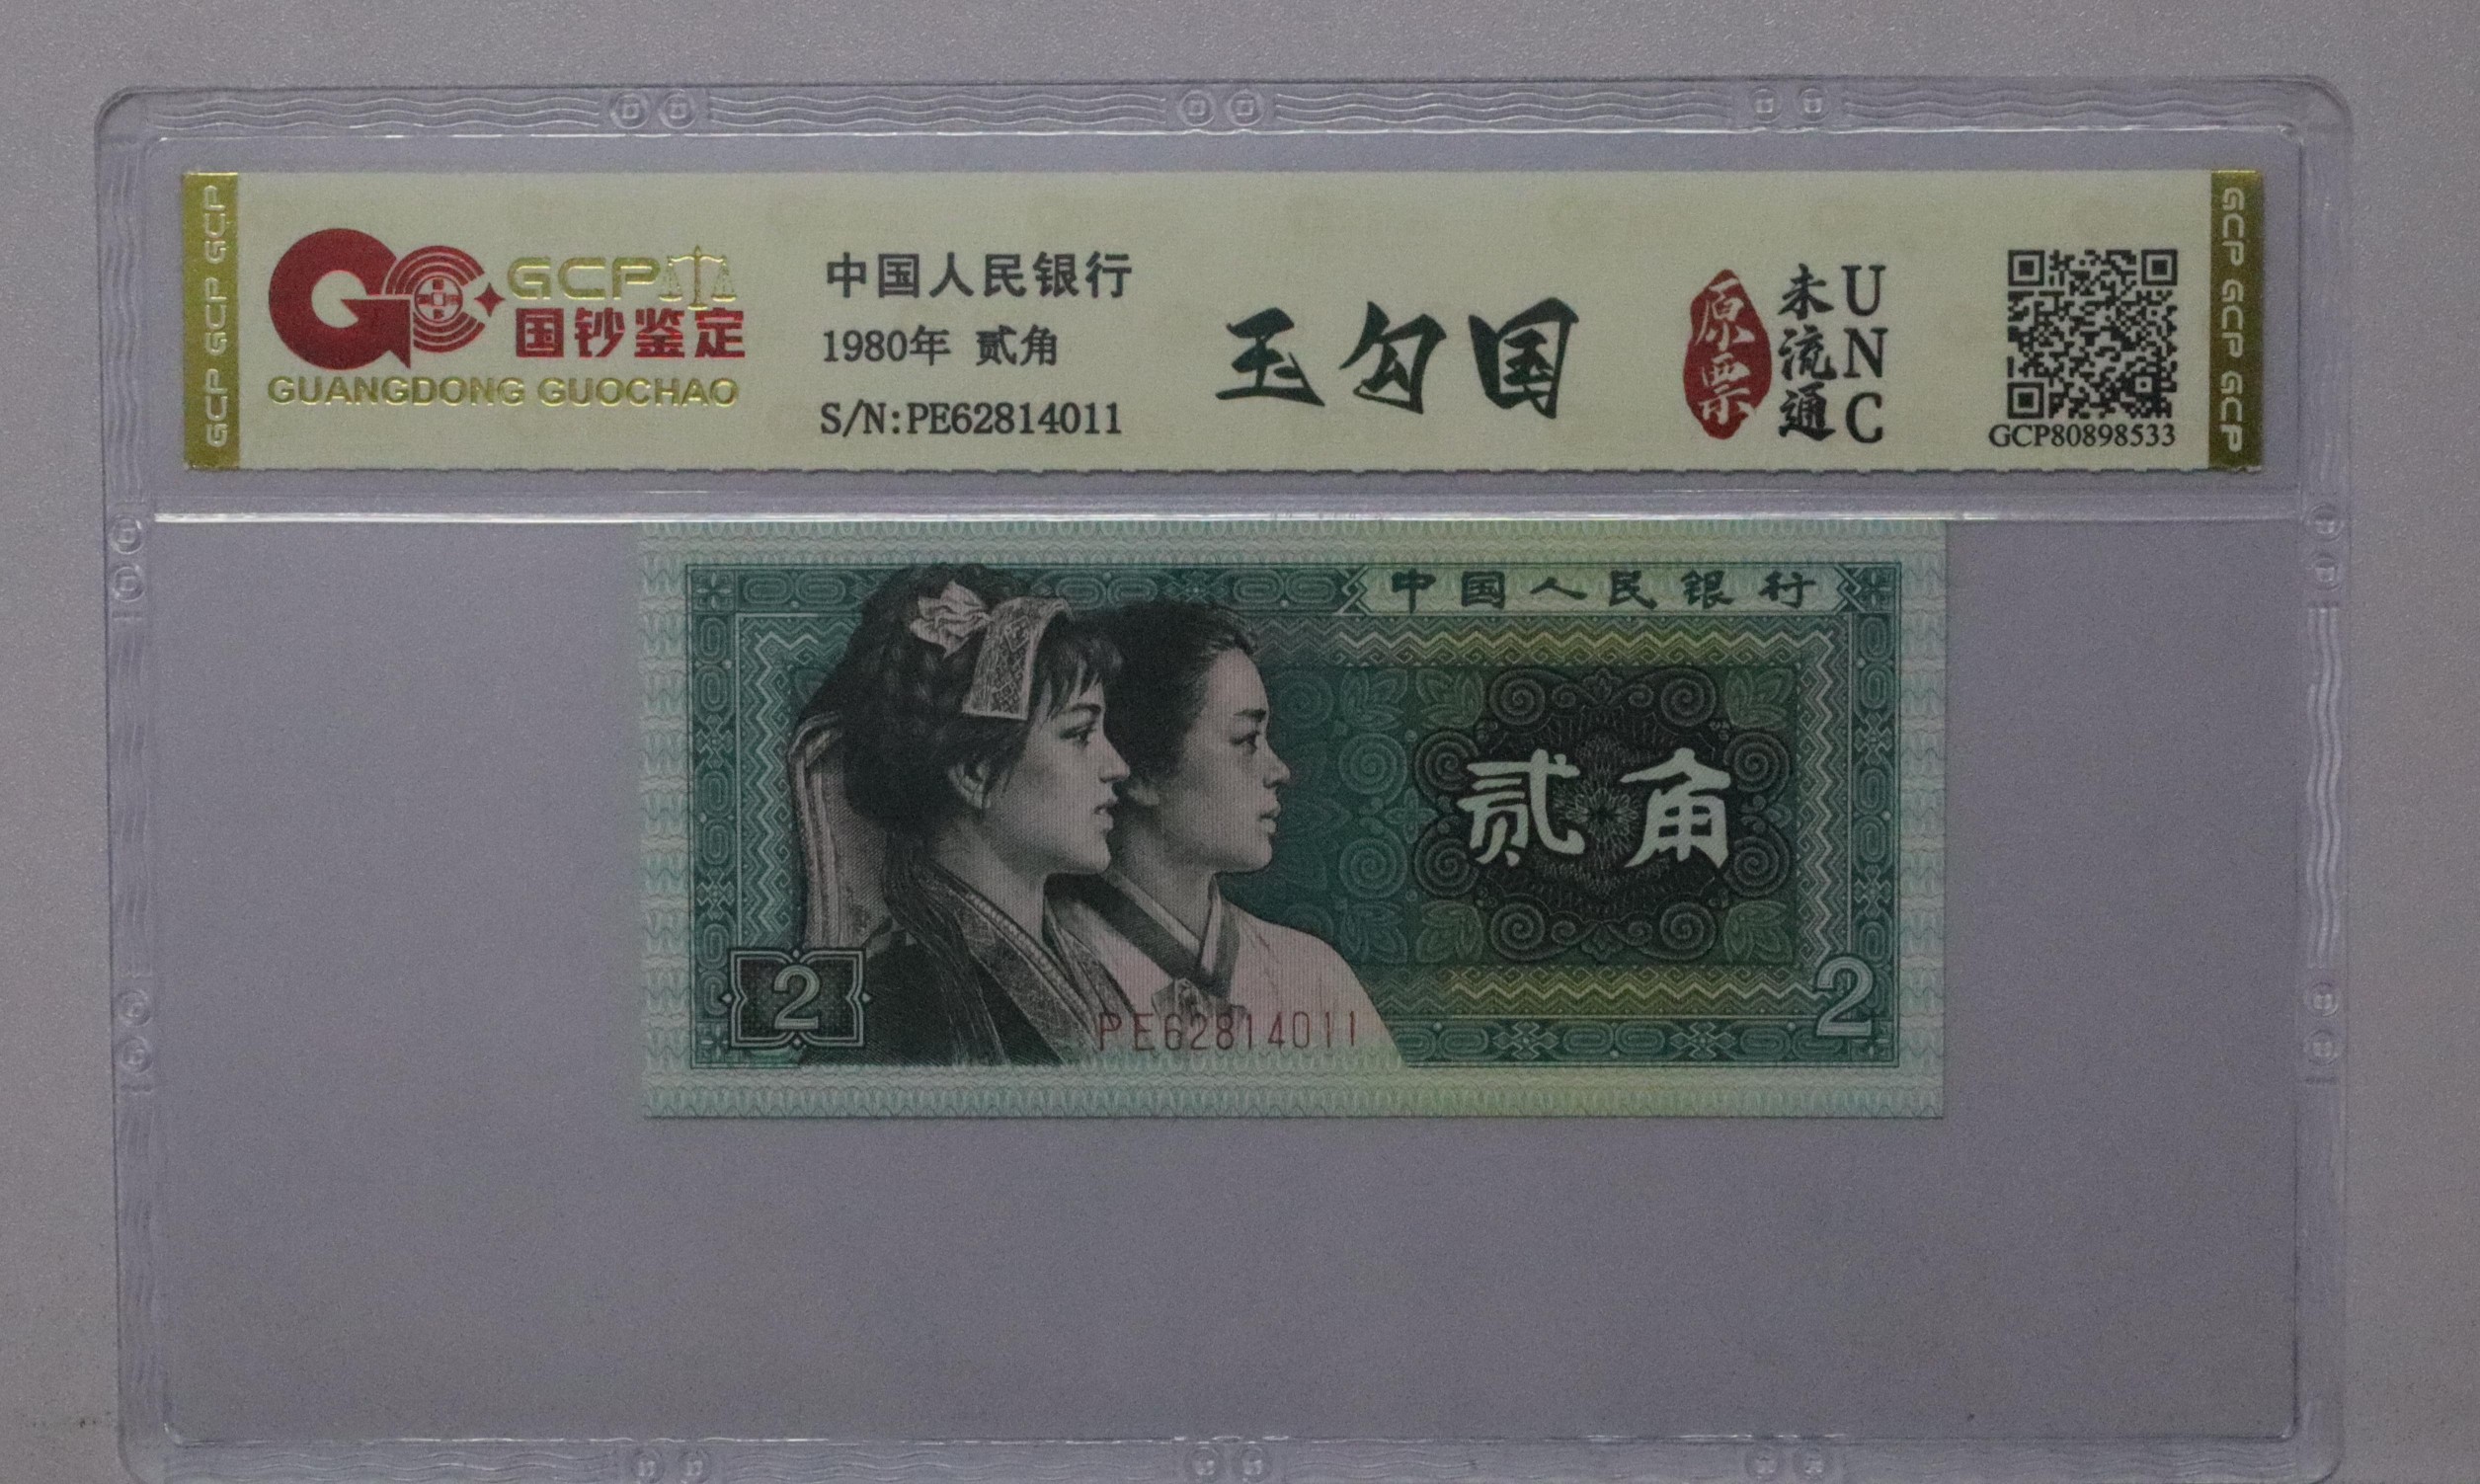 GCP GCP GCP
GCP
国钞鉴定
GUANGDONG GUOCHAO
中国人民银行
1980年 贰角
S/N:PE62814011
玉勾国
原票
未流通
UNC
GCP80898533
GCP GCP GCP
中国人民银行
贰角
2
PE62814011
2